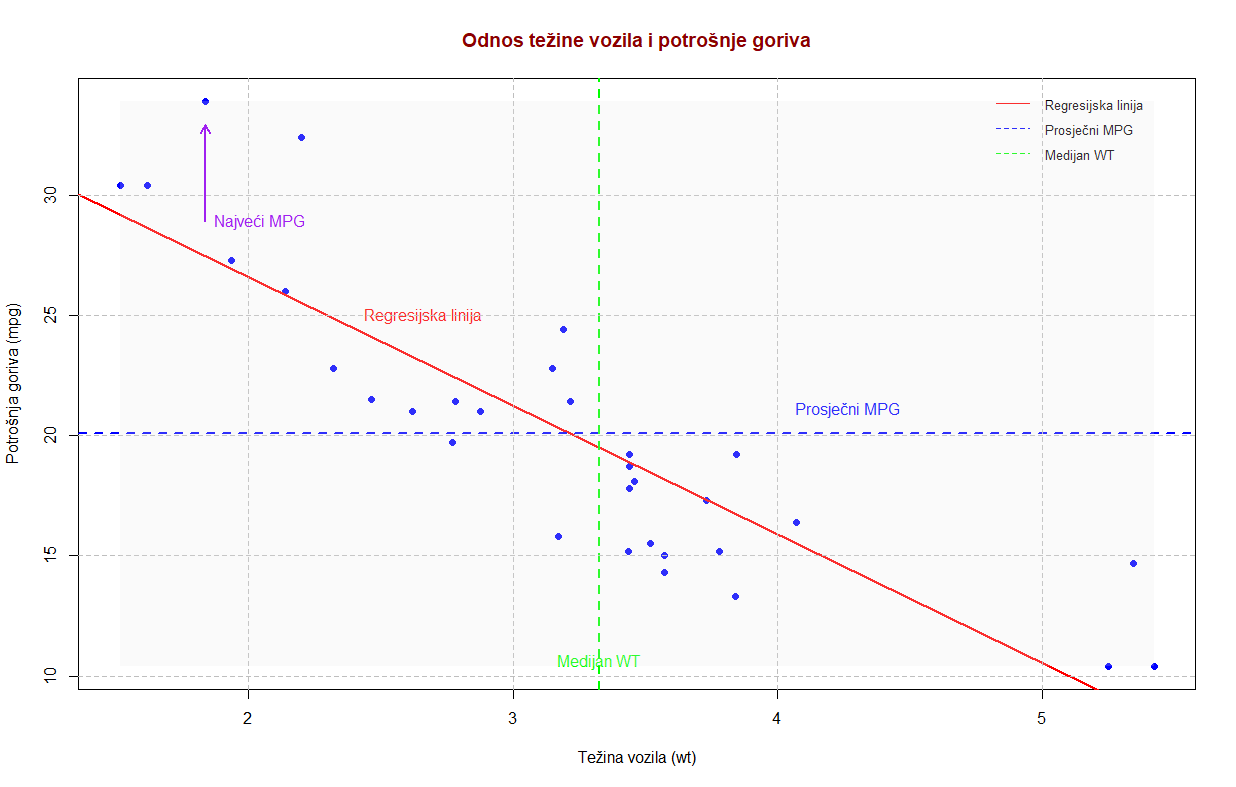 Odnos težine vozila i potrošnje goriva
Regresijska linija
Prosječni MPG
Medijan WT
30
Najveći MPG
25
Regresijska linija
Potrošnja goriva (mpg)
Prosječni MPG
20
15
Medijan WT
10
2 3 4 5
Težina vozila (wt)